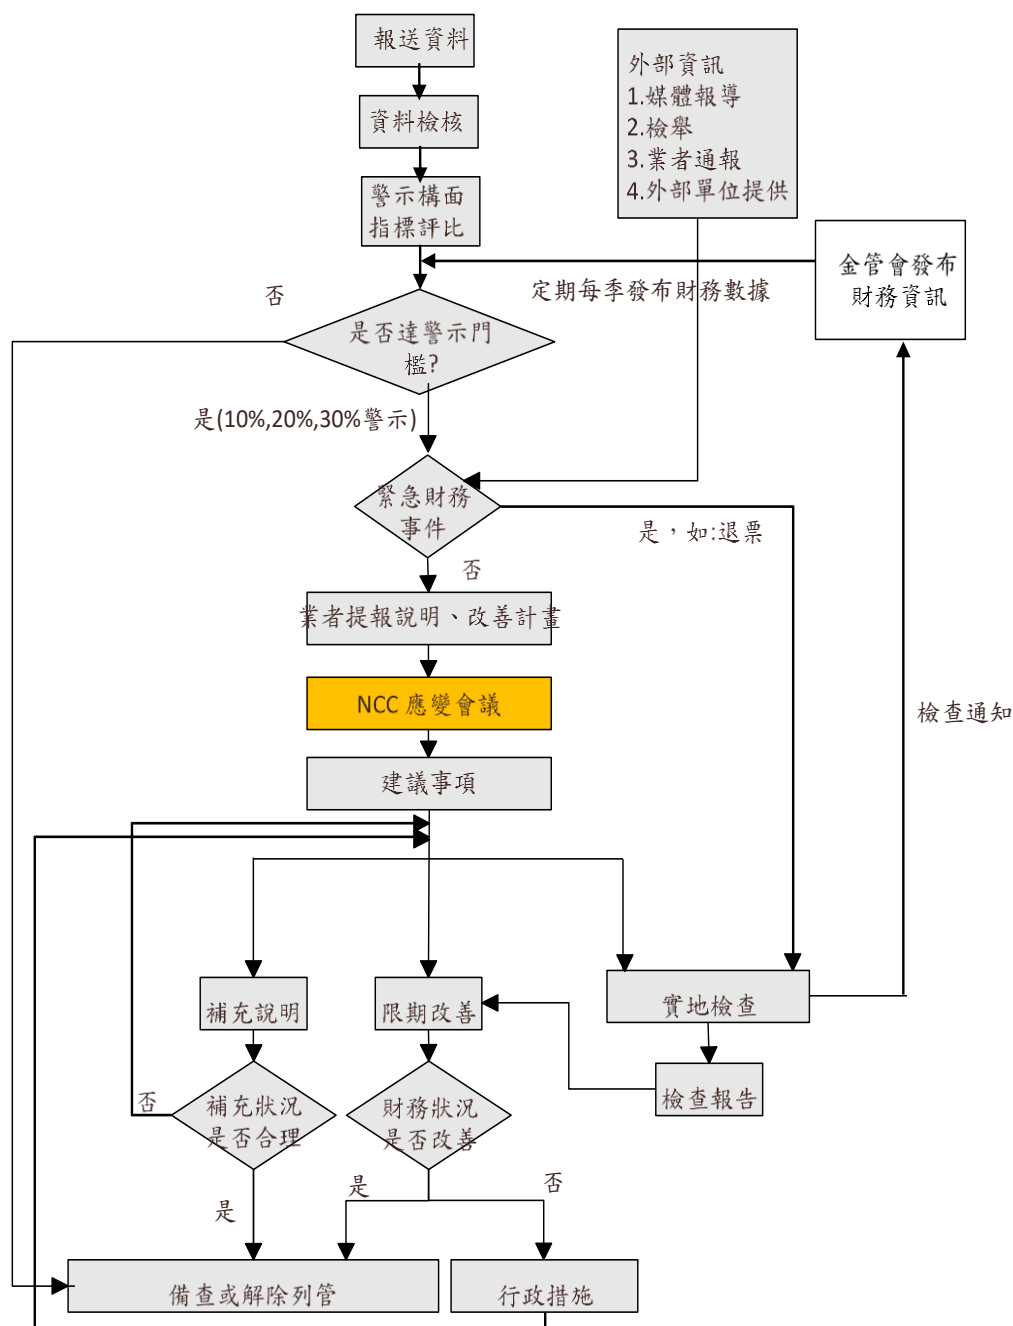 報送資料
資料檢核
警示構面
指標評比
外部資訊
1.媒體報導
2.檢舉
3.業者通報
4.外部單位提供
金管會發布
財務資訊
定期每季發布財務數據
否
是否達警示門
檻?
是(10%,20%,30%警示)
緊急財務
事件
是，如:退票
否
業者提報說明、改善計畫
NCC 應變會議
檢查通知
建議事項
補充說明
限期改善
實地檢查
檢查報告
否
補充狀況
是否合理
財務狀況
是否改善
是
是
否
備查或解除列管
行政措施